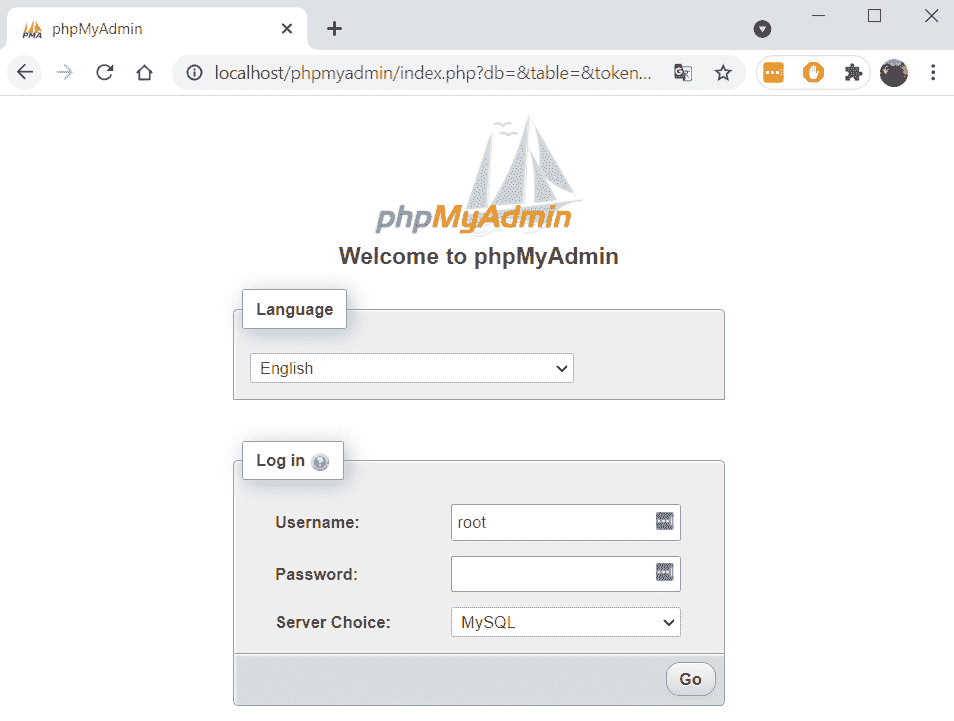 phpMyAdmin
localhost/phpmyadmin/index.php?db=&table=&token...
phpMyAdmin
Welcome to phpMyAdmin
Language
English
Log in
Username:
root
Password:
Server Choice:
MySQL
Go